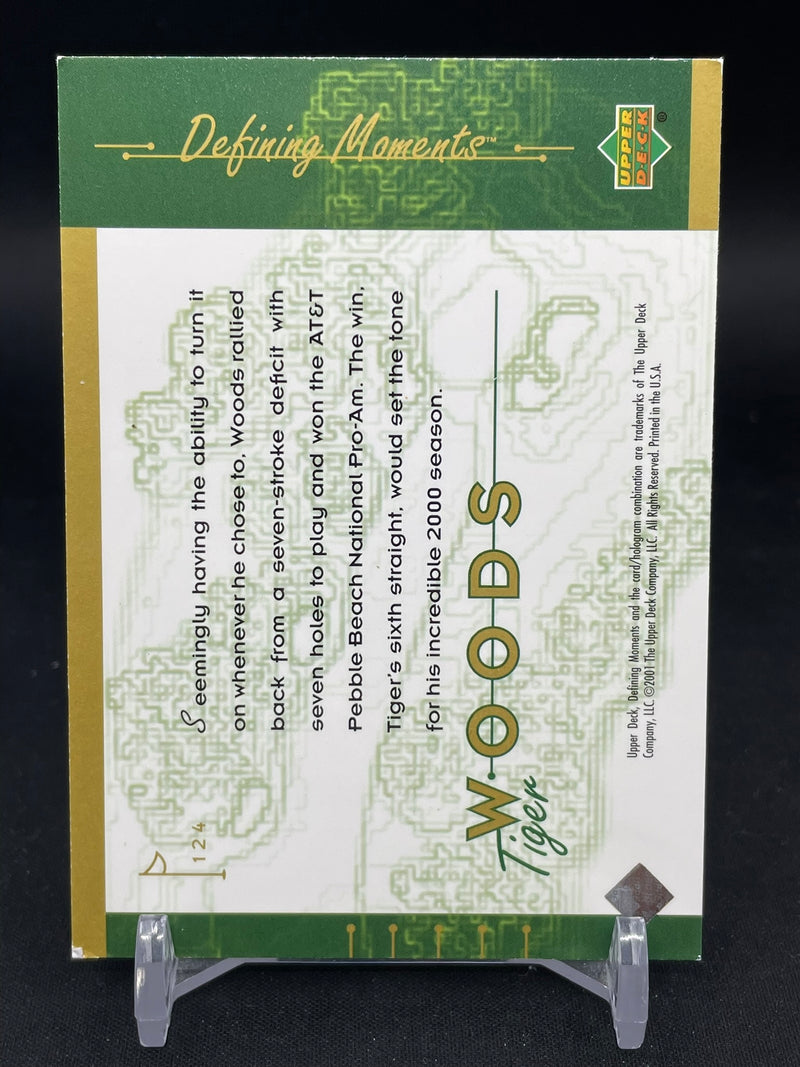 Defining Moments™
UPPER
DECK®
124
Seemingly having the ability to turn it
on whenever he chose to, Woods rallied
back from a seven-stroke deficit with
seven holes to play and won the AT&T
Pebble Beach National Pro-Am. The win,
Tiger's sixth straight, would set the tone
for his incredible 2000 season.
Tiger
WOODS
Upper Deck, Defining Moments and the card/hologram combination are trademarks of The Upper Deck
Company, LLC. ©2001 The Upper Deck Company, LLC. All Rights Reserved. Printed in the U.S.A.